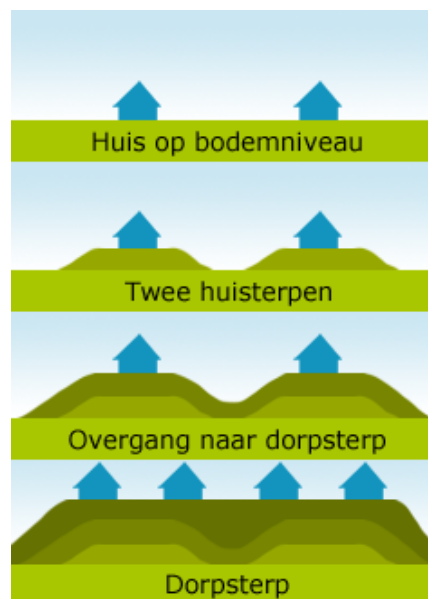 Huis op bodemniveau
Twee huisterpen
Overgang naar dorpsterp
Dorpsterp